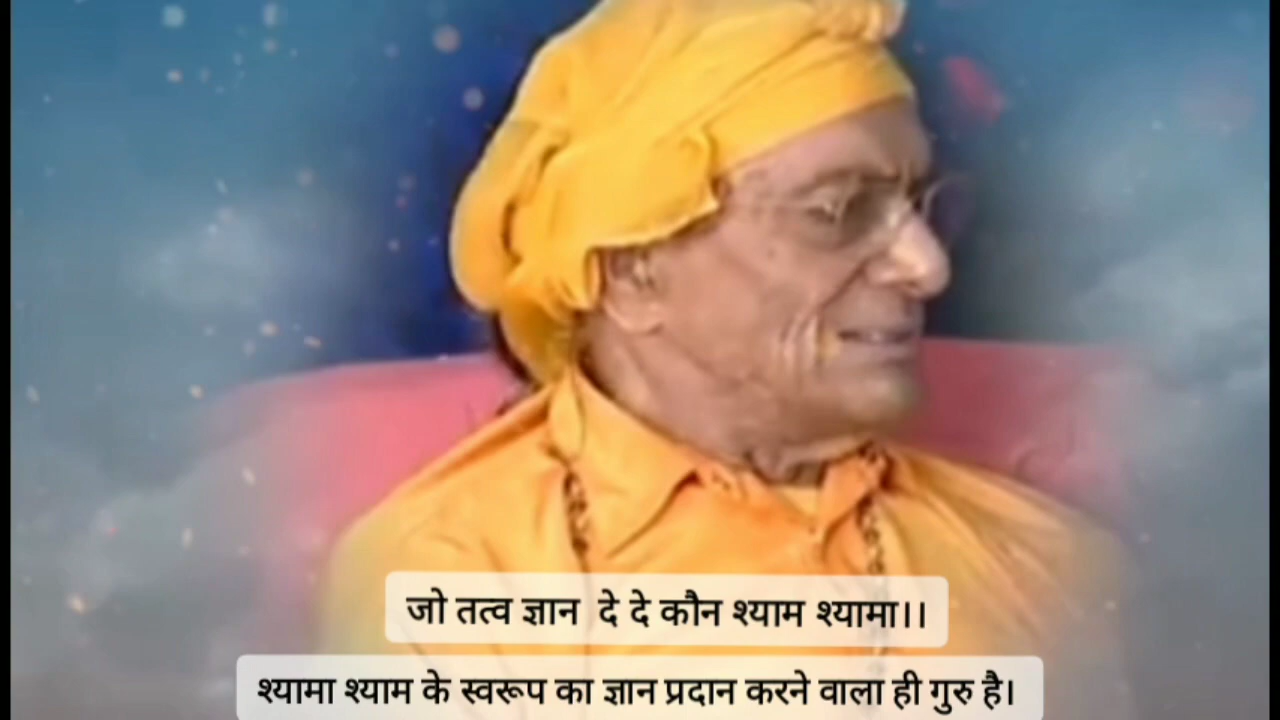 जो तत्व ज्ञान दे दे कौन श्याम श्यामा।।
श्यामा श्याम के स्वरूप का ज्ञान प्रदान करने वाला ही गुरु है।